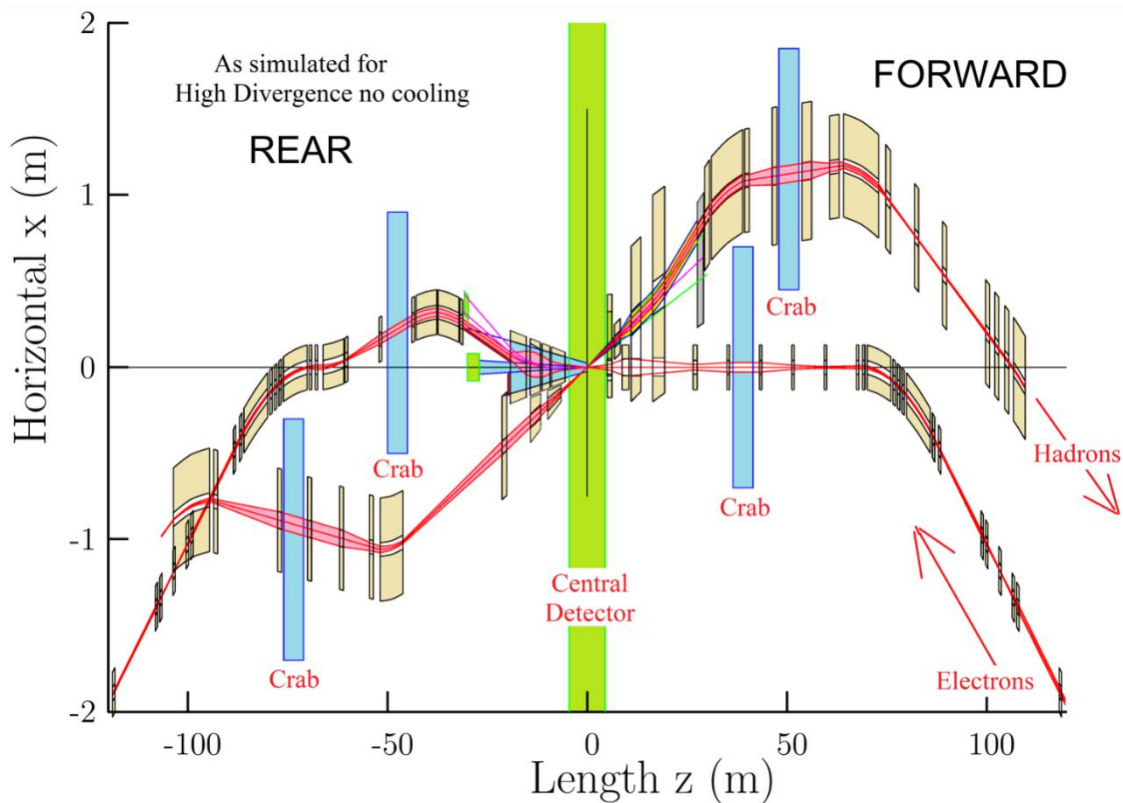 2
As simulated for
High Divergence no cooling
FORWARD
REAR
1
Horizontal x (m)
Crab
0
Crab
Hadrons
Crab
-1
Central
Detector
Crab
Electrons
-2
-100
-50
0
50
100
Length z (m)